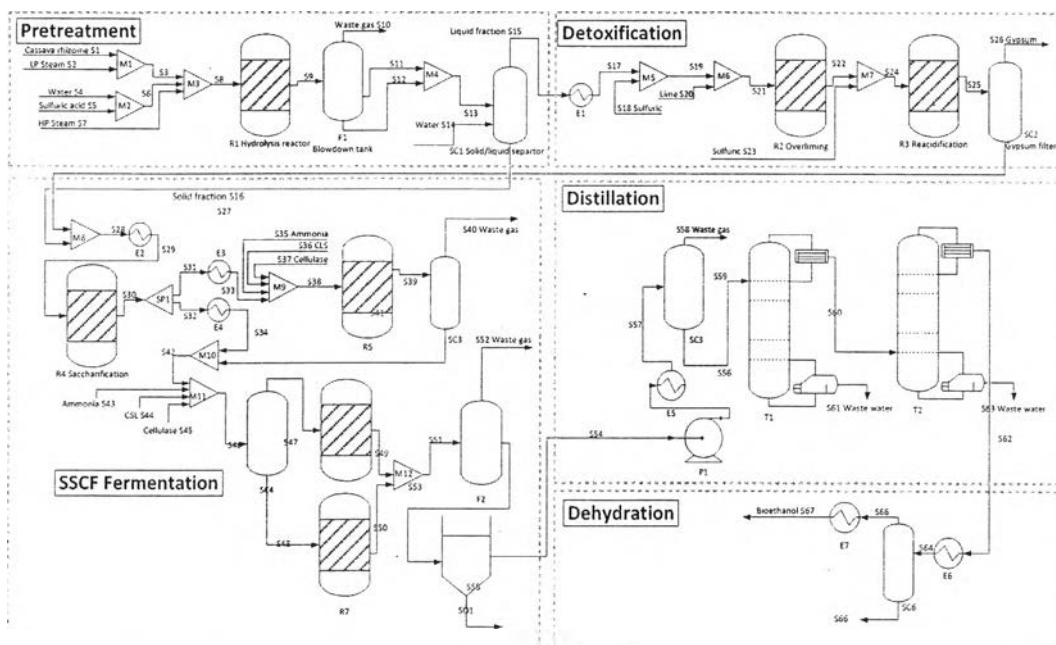 Pretreatment
Cassava rhizome S1
LP Steam S2
M1
S3
Water S4
Sulfuric acid S5
M2
S6
HP Steam S7
M3
S8
R1 Hydrolysis reactor
S9
Waste gas S10
F1
Blowdown tank
S11
S12
M4
S13
Water S14
Liquid fraction S15
SC1 Solid/liquid separtor
Detoxification
E1
S17
S18 Sulfuric
M5
S19
Lime S20
M6
S21
R2 Overliming
S22
Sulfuric S23
M7
S24
R3 Reacidification
S25
S26 Gypsum
SC2
Gypsum filter
Solid fraction S16
S27
M8
S28
E2
S29
R4 Saccharification
S30
SP1
S31
S32
E3
S33
E4
S34
S35 Ammonia
S36 CLS
S37 Cellulase
M9
S38
R5
S39
S40 Waste gas
S41
SC3
M10
S42
Ammonia S43
CSL S44
Cellulase S45
M11
S47
S49
S50
R7
M12
S53
S51
S52 Waste gas
F2
S55
SSCF Fermentation
Distillation
S54
P1
E5
S57
S58 Waste gas
SC3
S56
S59
T1
S60
S61 Waste water
T2
S63 Waste water
S62
Dehydration
Bioethanol S67
E7
S66
S64
E6
SC6
S66